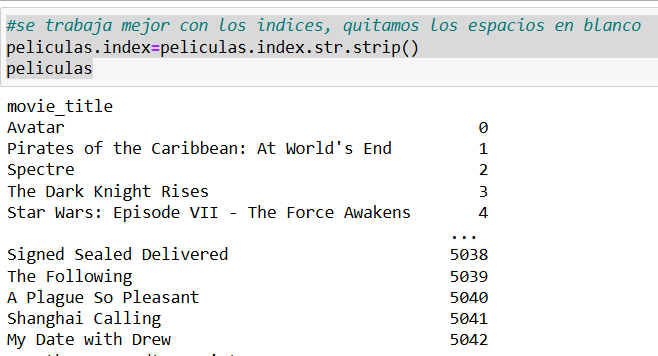 #se trabaja mejor con los indices, quitamos los espacios en blanco
peliculas.index=peliculas.index.str.strip()
peliculas
movie_title
Avatar 0
Pirates of the Caribbean: At World's End 1
Spectre 2
The Dark Knight Rises 3
Star Wars: Episode VII - The Force Awakens 4
...
Signed Sealed Delivered 5038
The Following 5039
A Plague So Pleasant 5040
Shanghai Calling 5041
My Date with Drew 5042